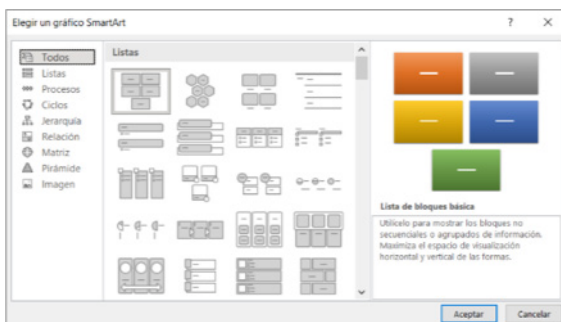 Elegir un gráfico SmartArt
?
Todos
Listas
Procesos
Ciclos
Jerarquía
Relación
Matriz
Pirámide
Imagen
Listas
Lista de bloques básica
Utilícelo para mostrar los bloques no
secuenciales o agrupados de información.
Maximiza el espacio de visualización
horizontal y vertical de las formas.
Aceptar
Cancelar